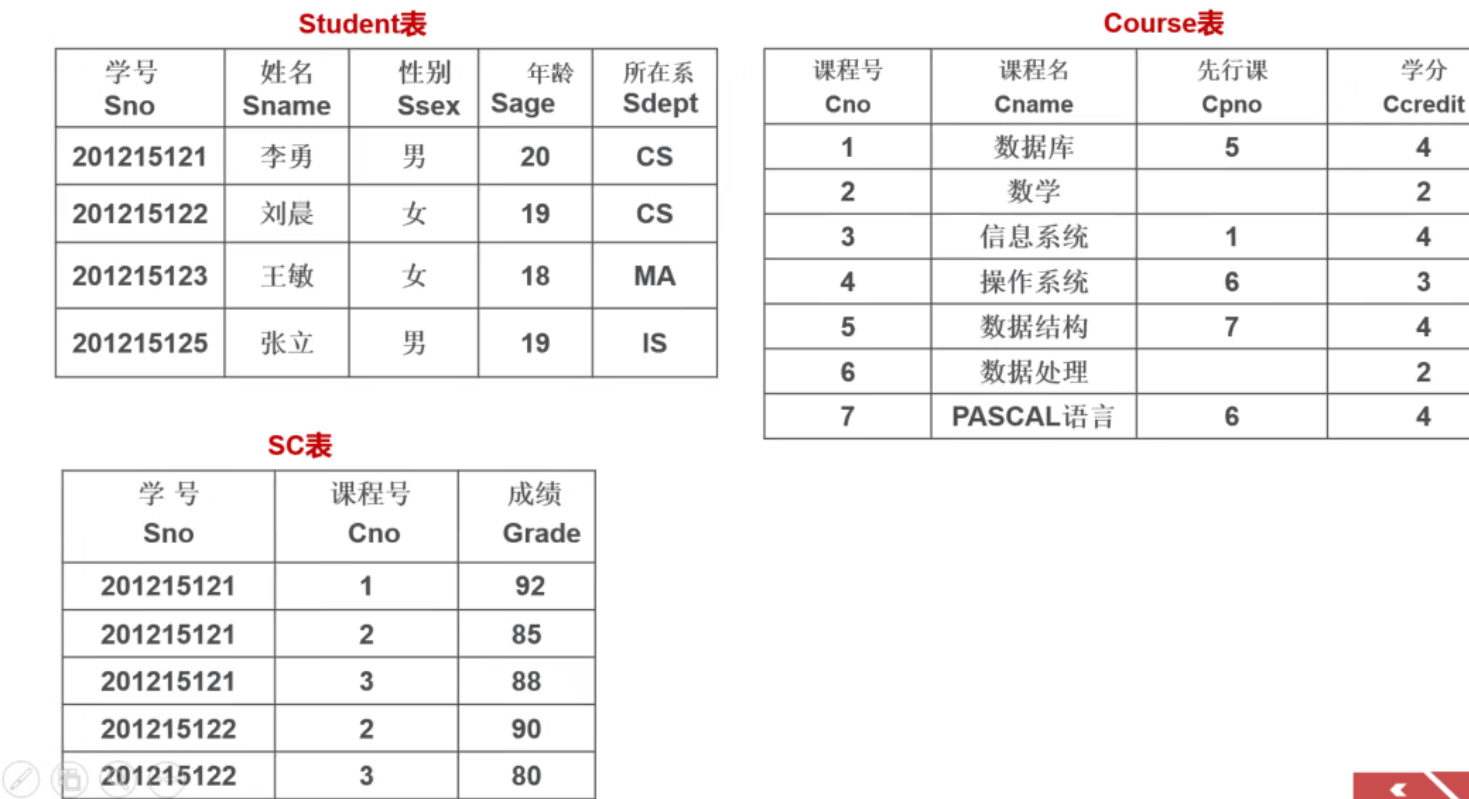 Student表
学号 姓名 性别 年龄 所在系
Sno Sname Ssex Sage Sdept
201215121 李勇 男 20 CS
201215122 刘晨 女 19 CS
201215123 王敏 女 18 MA
201215125 张立 男 19 IS
Course表
课程号 课程名 先行课 学分
Cno Cname Cpno Ccredit
1 数据库 5 4
2 数学 2
3 信息系统 1 4
4 操作系统 6 3
5 数据结构 7 4
6 数据处理 2
7 PASCAL语言 6 4
SC表
学 号 课程号 成绩
Sno Cno Grade
201215121 1 92
201215121 2 85
201215121 3 88
201215122 2 90
201215122 3 80